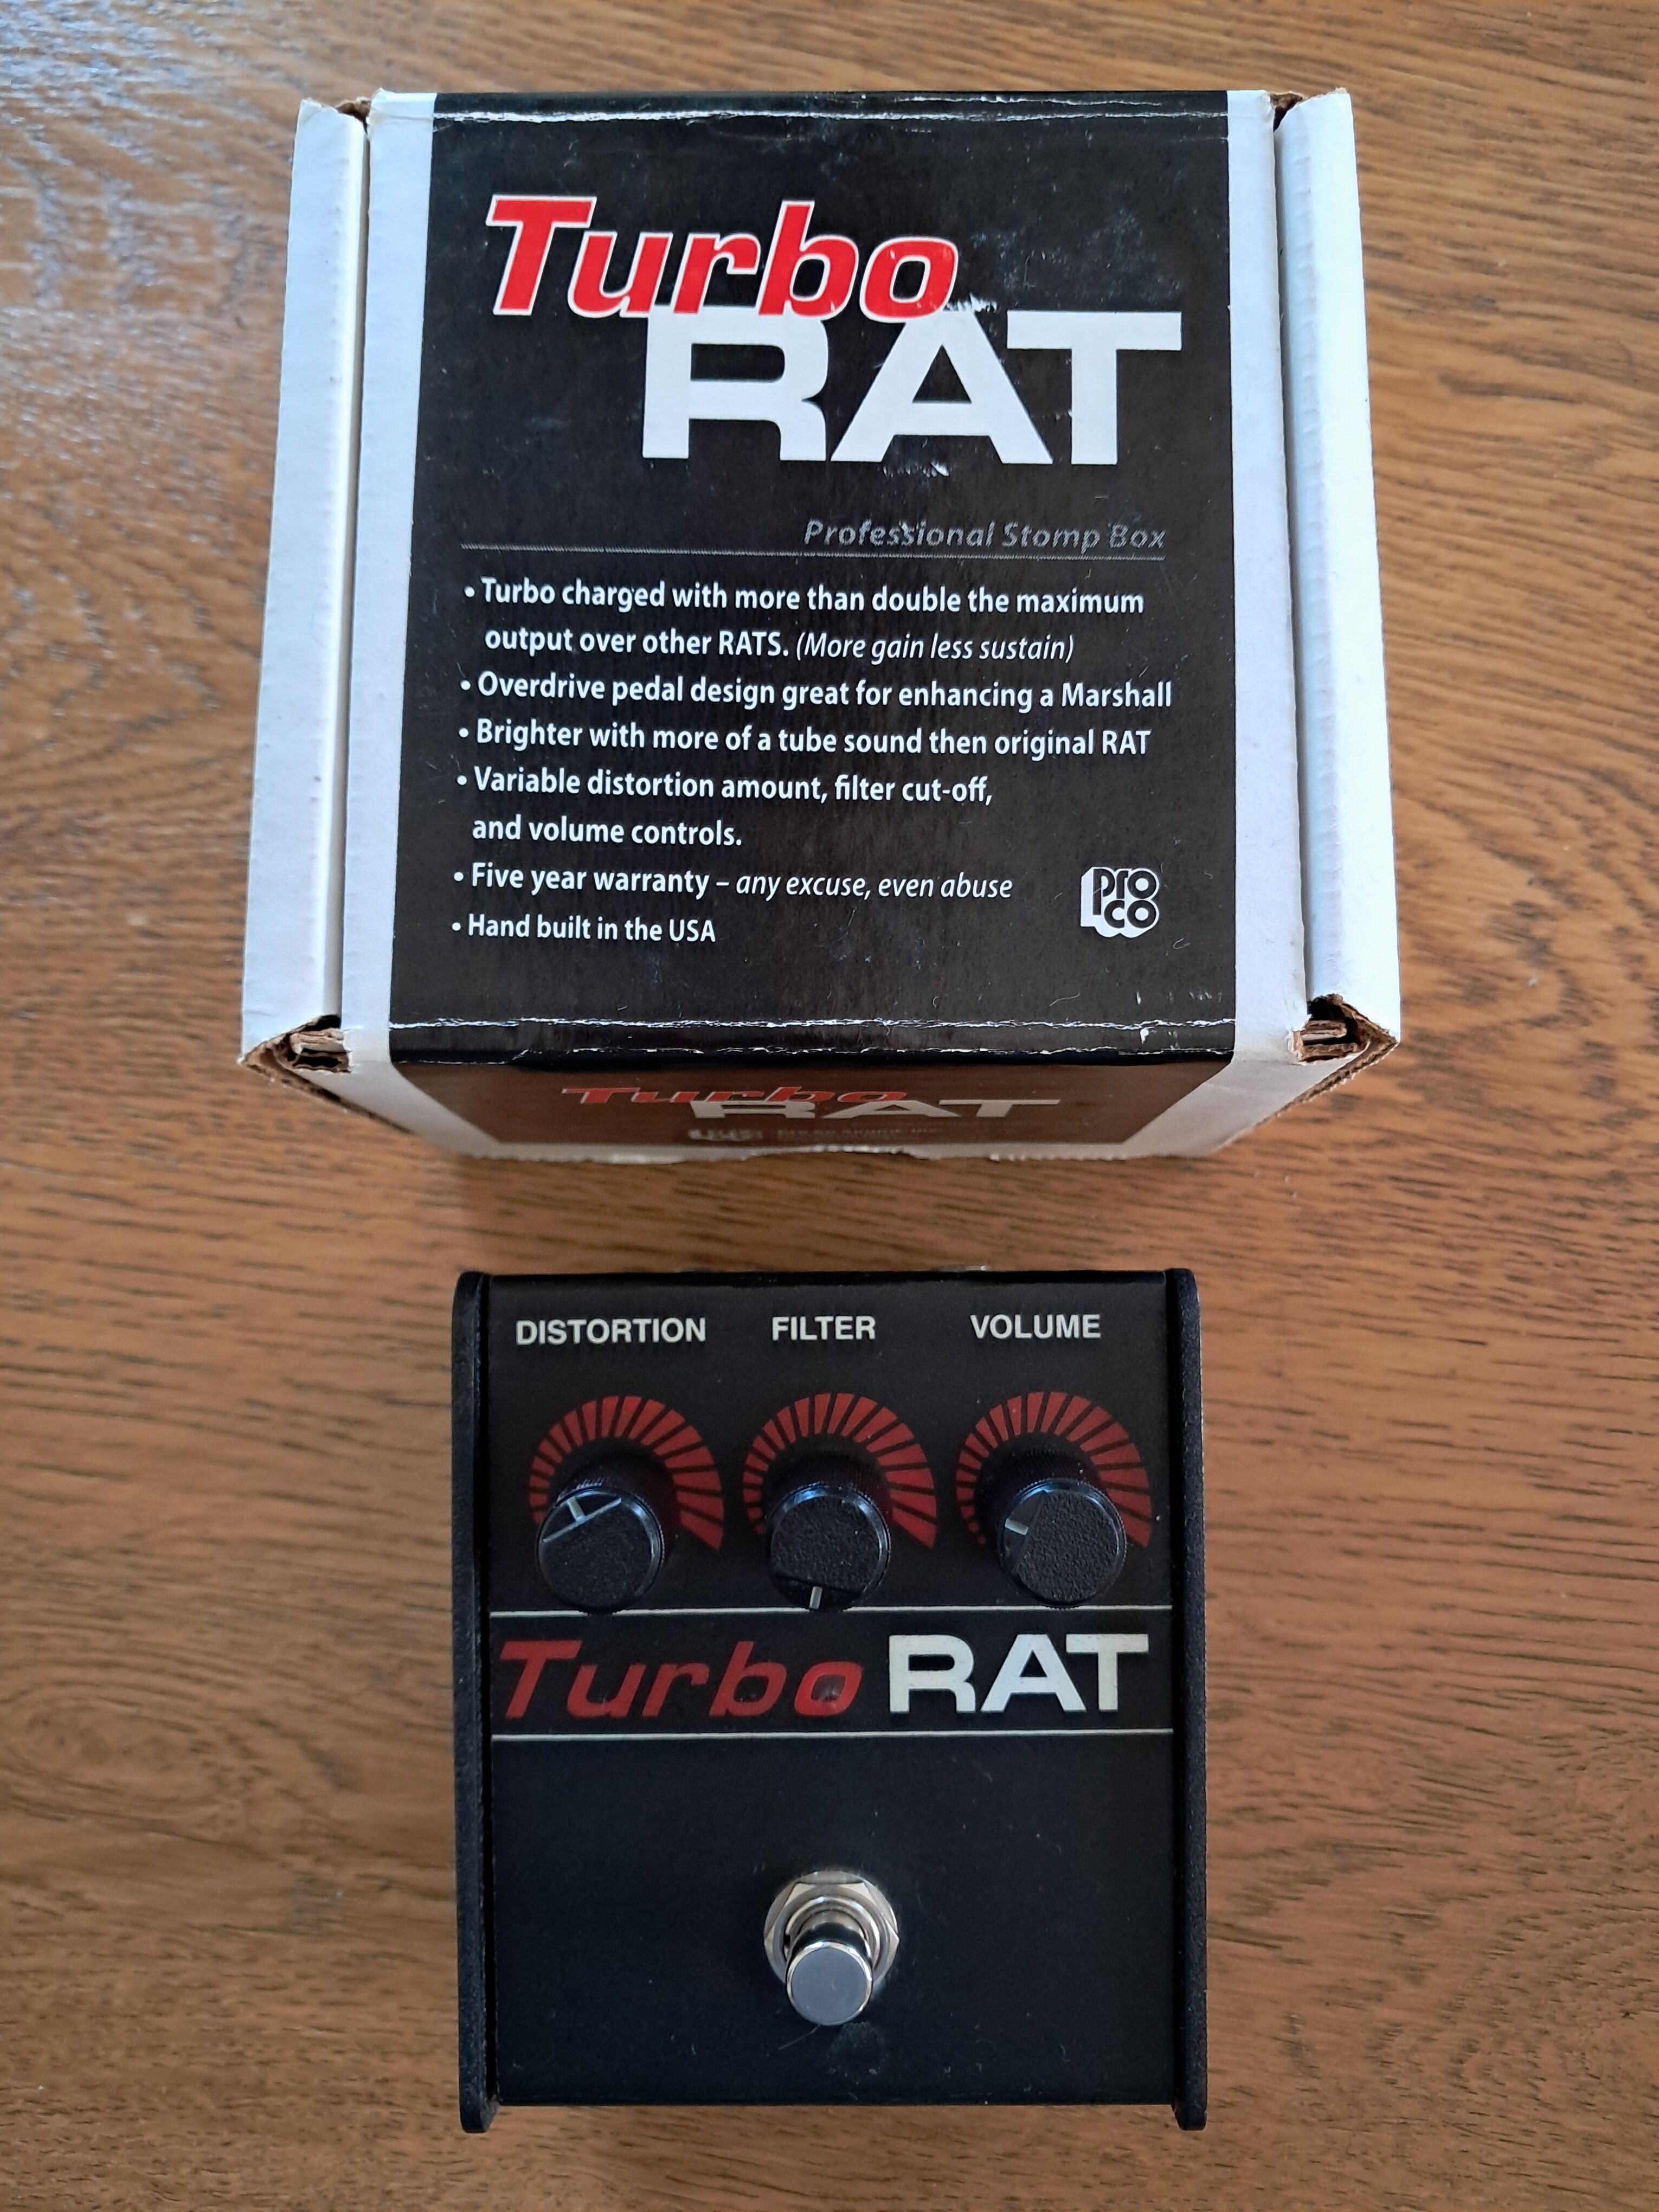 Turbo
RAT
Professional Stomp Box
• Turbo charged with more than double the maximum
output over other RATS. (More gain less sustain)
• Overdrive pedal design great for enhancing a Marshall
• Brighter with more of a tube sound then original RAT
• Variable distortion amount, filter cut-off,
and volume controls.
• Five year warranty – any excuse, even abuse
• Hand built in the USA
pro
co
Turbo
RAT
DISTORTION FILTER VOLUME
Turbo RAT